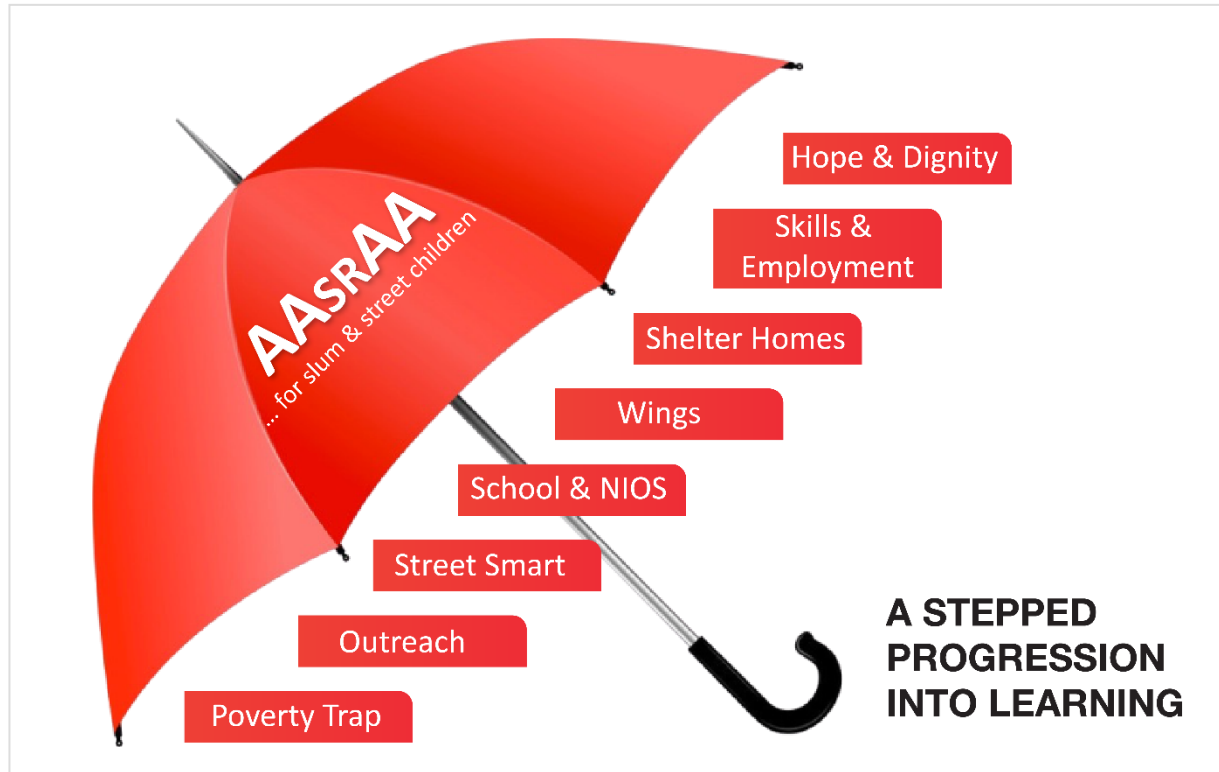 AAsrAA
... for slum & street children
Hope & Dignity
Skills &
Employment
Shelter Homes
Wings
School & NIOS
Street Smart
Outreach
Poverty Trap
A STEPPED
PROGRESSION
INTO LEARNING